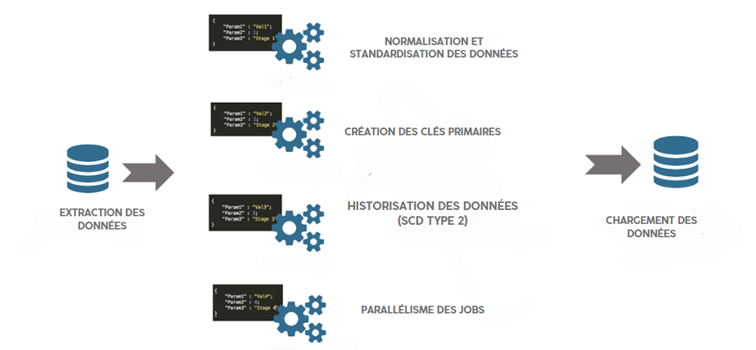 {
"Param1" : "Val1";
"Param2" : 1;
"Param3" : "Stage 1"
}
NORMALISATION ET
STANDARDISATION DES DONNÉES
{
"Param1" : "Val2";
"Param2" : 2;
"Param3" : "Stage 2"
}
CRÉATION DES CLÉS PRIMAIRES
EXTRACTION DES
DONNÉES
{
"Param1" : "Val3";
"Param2" : 3;
"Param3" : "Stage 3"
}
HISTORISATION DES DONNÉES
(SCD TYPE 2)
CHARGEMENT DES
DONNÉES
{
"Param1" : "Val4";
"Param2" : 4;
"Param3" : "Stage 4"
}
PARALLÉLISME DES JOBS